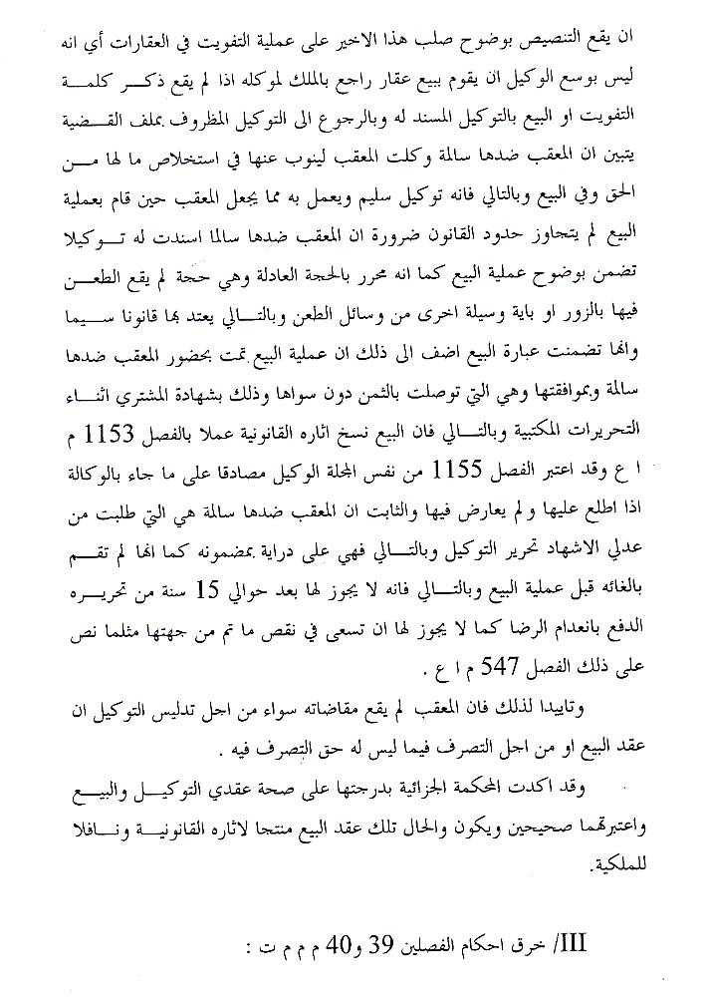 ان يقع التنصيص بوضوح صلب هذا الاخير على عملية التفويت في العقارات أي انه
ليس بوسع الوكيل ان يقوم ببيع عقار راجع بالملك لموكله اذا لم يقع ذكر كلمة
التفويت او البيع بالتوكيل المسند له وبالرجوع الى التوكيل المظروف بملف القضية
يتبين ان المعقب ضدها سالمة وكلت المعقب لينوب عنها في استخلاص ما لها من
الحق وفي البيع وبالتالي فانه توكيل سليم ويعمل به مما يجعل المعقب حين قام بعملية
البيع لم يتجاوز حدود القانون ضرورة ان المعقب ضدها سالما اسندت له توكيلا
تضمن بوضوح عملية البيع كما انه محرر بالحجة العادلة وهي حجة لم يقع الطعن
فيها بالزور او باية وسيلة اخرى من وسائل الطعن وبالتالي يعتد بها قانونا سيما
وانها تضمنت عبارة البيع اضف الى ذلك ان عملية البيع تمت بحضور المعقب ضدها
سالمة وبموافقتها وهي التي توصلت بالثمن دون سواها وذلك بشهادة المشتري اثناء
التحريرات المكتبية وبالتالي فان البيع نسخ اثاره القانونية عملا بالفصل 1153 م
ا ع وقد اعتبر الفصل 1155 من نفس المجلة الوكيل مصادقا على ما جاء بالوكالة
اذا اطلع عليها ولم يعارض فيها والثابت ان المعقب ضدها سالمة هي التي طلبت من
عدلي الاشهاد تحرير التوكيل وبالتالي فهي على دراية بمضمونه كما انها لم تقم
بالغائه قبل عملية البيع وبالتالي فانه لا يجوز لها بعد حوالي 15 سنة من تحريره
الدفع بانعدام الرضا كما لا يجوز لها ان تسعى في نقص ما تم من جهتها مثلما نص
على ذلك الفصل 547 م ا ع .
وتاييدا لذلك فان المعقب لم يقع مقاضاته سواء من اجل تدليس التوكيل ان
عقد البيع او من اجل التصرف فيما ليس له حق التصرف فيه .
وقد اكدت المحكمة الجزائية بدرجتها على صحة عقدي التوكيل والبيع
واعتبرتهما صحيحين ويكون والحال تلك عقد البيع منتجا لاثاره القانونية ونافلا
للملكية.
III/ خرق احكام الفصلين 39 و40 م م م ت :